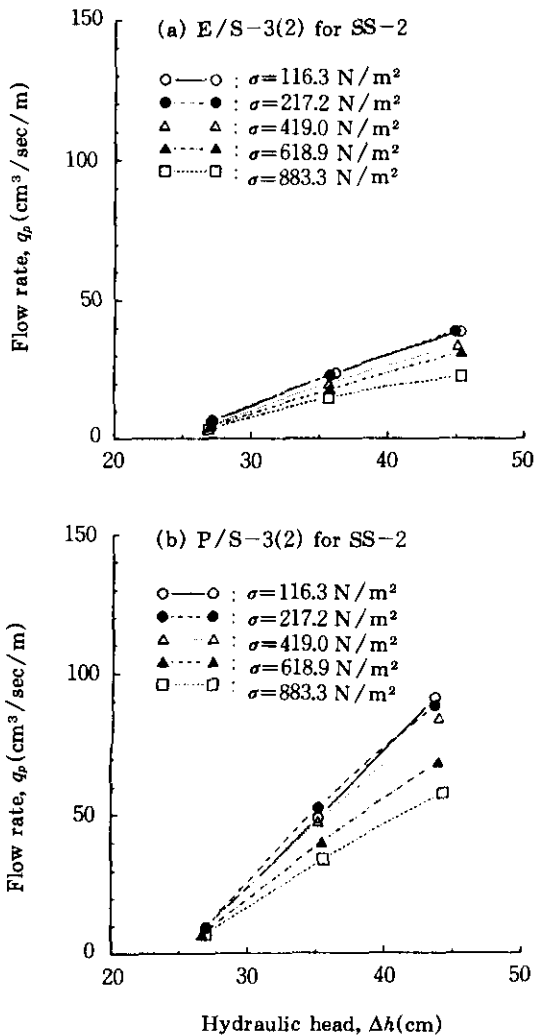 150
(a) E/S-3(2) for SS-2
: σ=116.3 N/m²
: σ=217.2 N/m²
: σ=419.0 N/m²
: σ=618.9 N/m²
: σ=883.3 N/m²
100
50
0
Flow rate, qₚ(cm³/sec/m)
20 30 40 50
150
(b) P/S-3(2) for SS-2
: σ=116.3 N/m²
: σ=217.2 N/m²
: σ=419.0 N/m²
: σ=618.9 N/m²
: σ=883.3 N/m²
100
50
0
Flow rate, qₚ(cm³/sec/m)
20 30 40 50
Hydraulic head, Δh(cm)